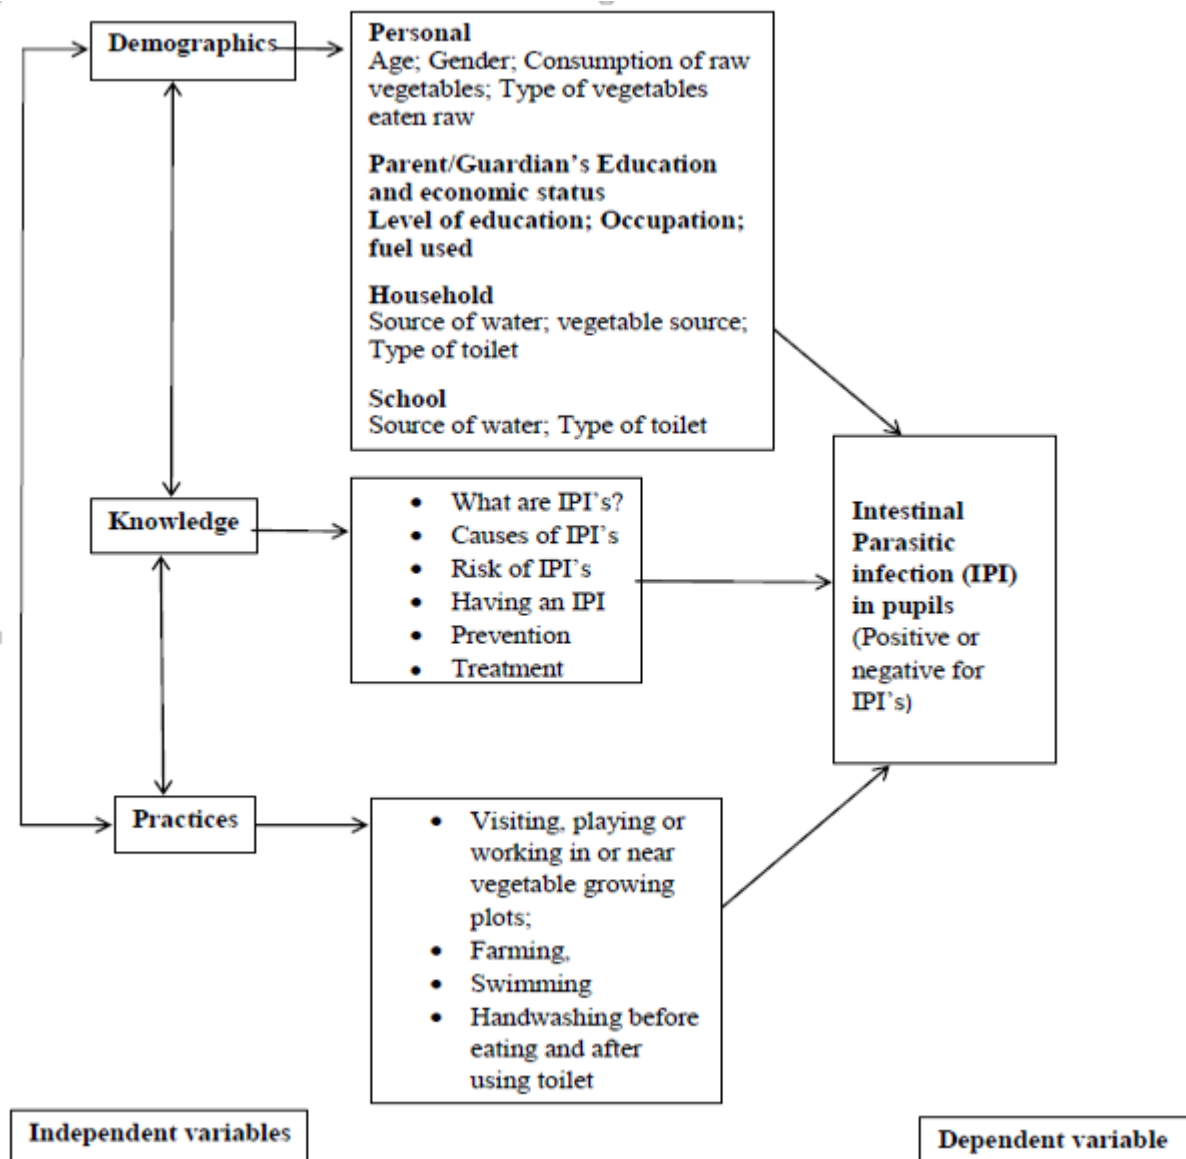 Demographics
Personal
Age; Gender; Consumption of raw
vegetables; Type of vegetables
eaten raw
Parent/Guardian's Education
and economic status
Level of education; Occupation;
fuel used
Household
Source of water; vegetable source;
Type of toilet
School
Source of water; Type of toilet
Knowledge
• What are IPI's?
• Causes of IPI's
• Risk of IPI's
• Having an IPI
• Prevention
• Treatment
Intestinal
Parasitic
infection (IPI)
in pupils
(Positive or
negative for
IPI's)
Practices
• Visiting, playing or
working in or near
vegetable growing
plots;
• Farming,
• Swimming
• Handwashing before
eating and after
using toilet
Independent variables
Dependent variable